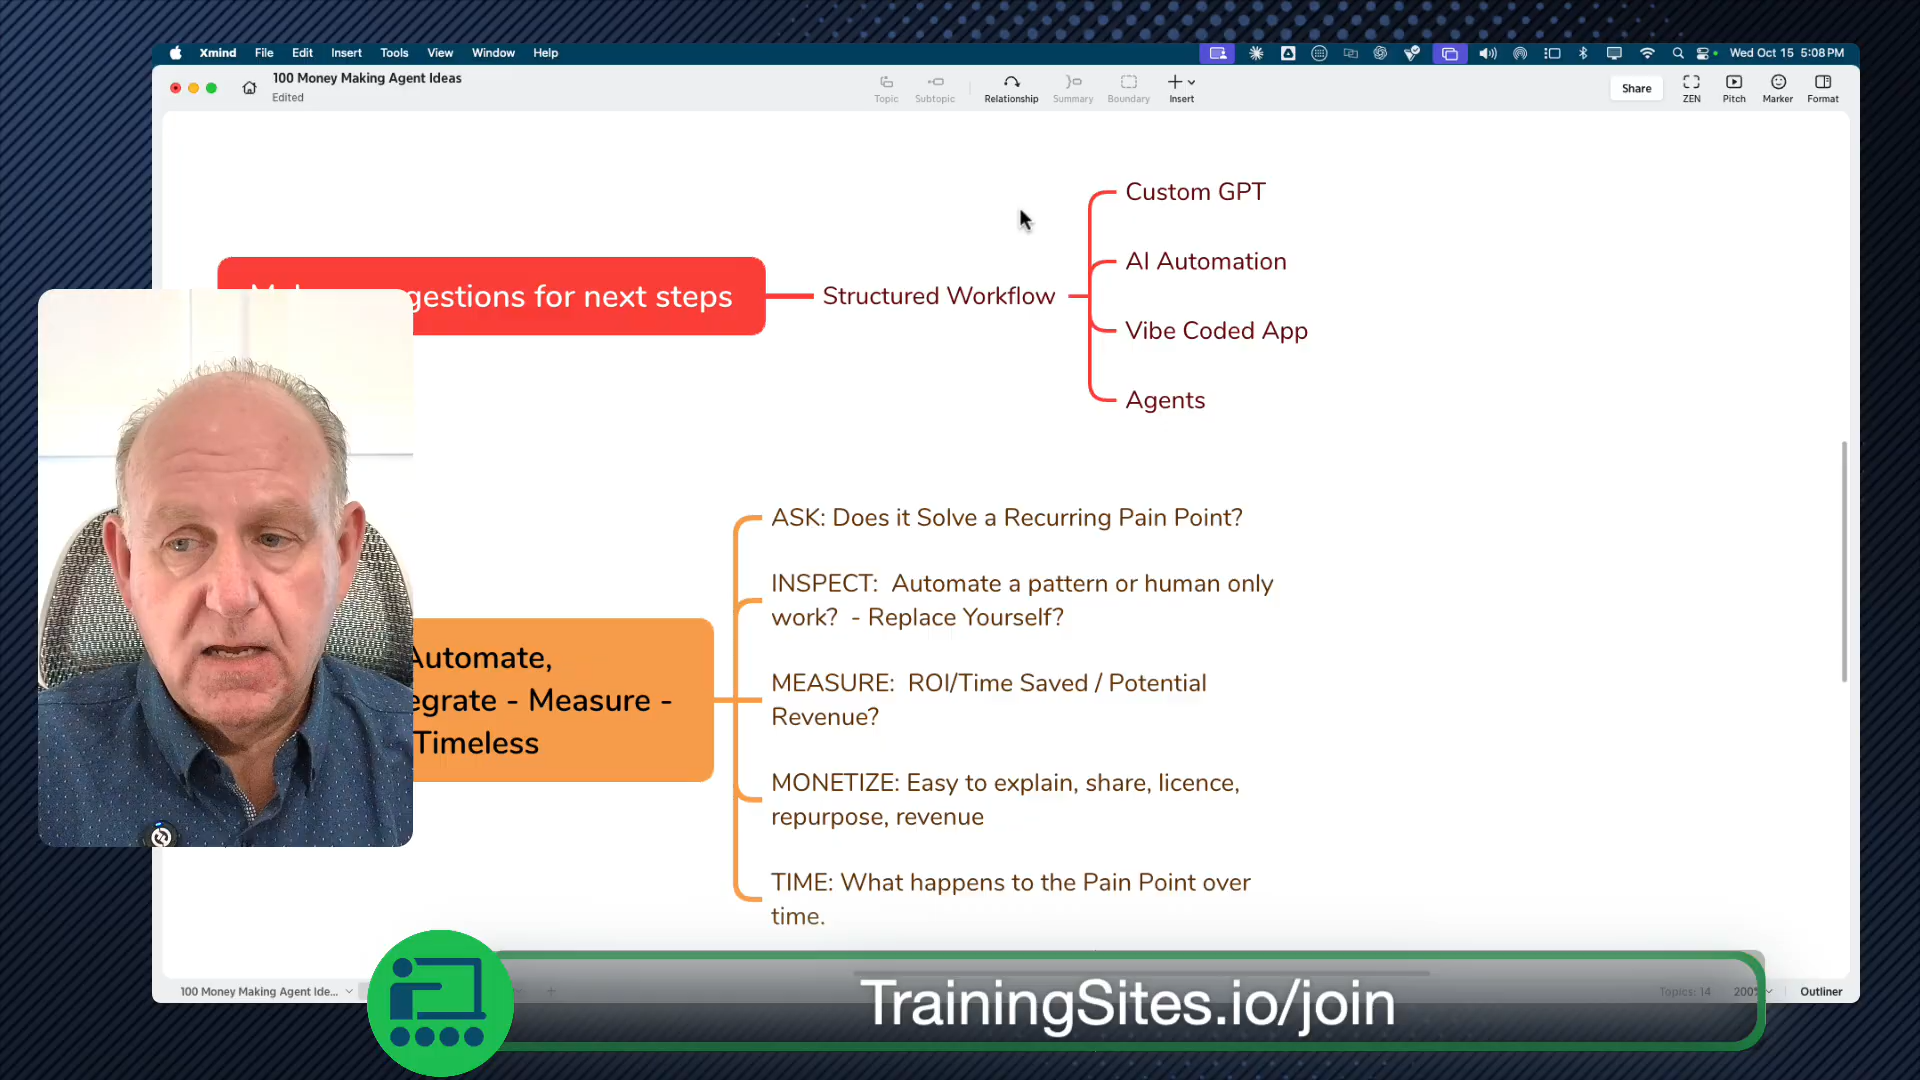 Xmind File Edit Insert Tools View Window Help
Wed Oct 15 5:08 PM
100 Money Making Agent Ideas
Edited
Topic Subtopic Relationship Summary Boundary Insert
Share ZEN Pitch Marker Format
Custom GPT
AI Automation
gestions for next steps
Structured Workflow
Vibe Coded App
Agents
ASK: Does it Solve a Recurring Pain Point?
INSPECT: Automate a pattern or human only
work? - Replace Yourself?
Automate,
egrate - Measure -
Timeless
MEASURE: ROI/Time Saved / Potential
Revenue?
MONETIZE: Easy to explain, share, licence,
repurpose, revenue
TIME: What happens to the Pain Point over
time.
100 Money Making Agent Ide...
Topics: 14 200% Outliner
TrainingSites.io/join